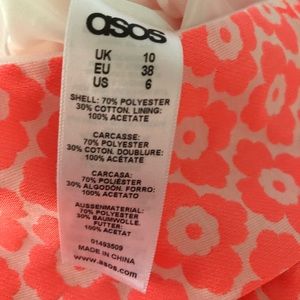 asos
UK 10
EU 38
US 6
SHELL: 70% POLYESTER
30% COTTON. LINING:
100% ACETATE
CARCASSE:
70% POLYESTER
30% COTON. DOUBLURE:
100% ACÉTATE
CARCASA:
70% POLIÉSTER
30% ALGODÓN. FORRO:
100% ACETATO
AUSSENMATERIAL:
70% POLYESTER
30% BAUMWOLLE.
FUTTER:
100% ACETAT
01493509
MADE IN CHINA
www.asos.com